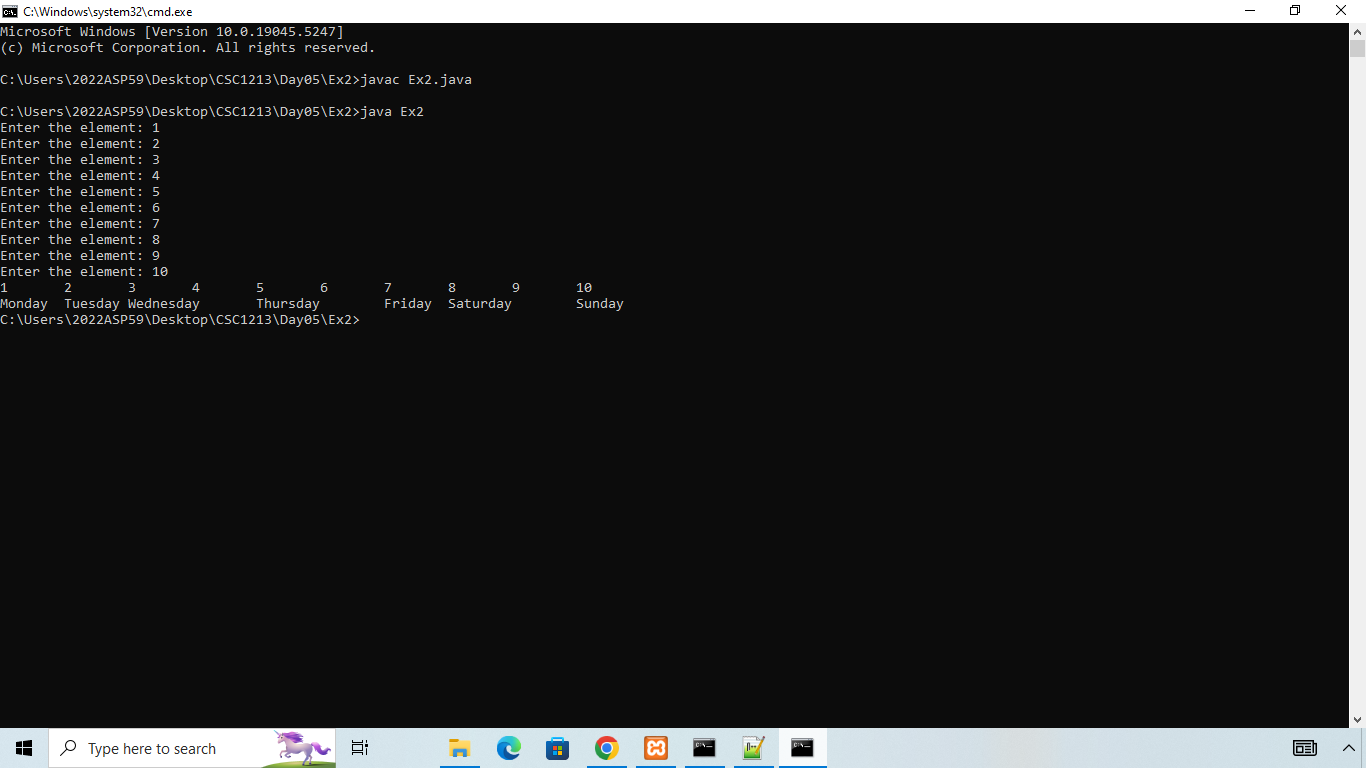 C:\Windows\system32\cmd.exe
Microsoft Windows [Version 10.0.19045.5247]
(c) Microsoft Corporation. All rights reserved.
C:\Users\2022ASP59\Desktop\CSC1213\Day05\Ex2>javac Ex2.java
C:\Users\2022ASP59\Desktop\CSC1213\Day05\Ex2>java Ex2
Enter the element: 1
Enter the element: 2
Enter the element: 3
Enter the element: 4
Enter the element: 5
Enter the element: 6
Enter the element: 7
Enter the element: 8
Enter the element: 9
Enter the element: 10
1 2 3 4 5 6 7 8 9 10
Monday Tuesday Wednesday Thursday Friday Saturday Sunday
C:\Users\2022ASP59\Desktop\CSC1213\Day05\Ex2>
Type here to search